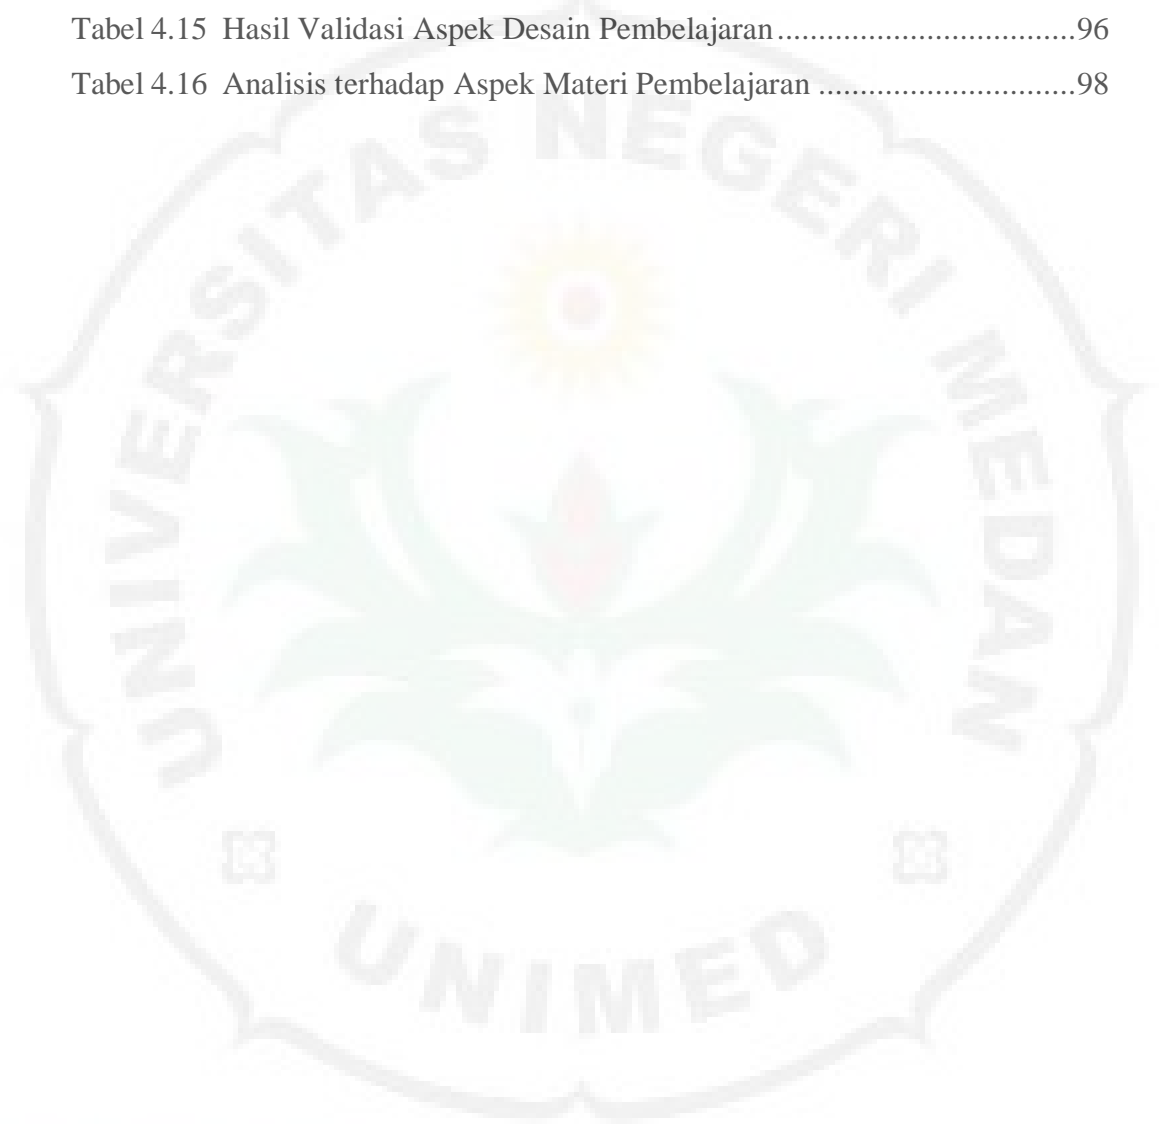 Tabel 4.15 Hasil Validasi Aspek Desain Pembelajaran....................................96
Tabel 4.16 Analisis terhadap Aspek Materi Pembelajaran ...............................98
UNIVERSITAS NEGERI MEDAN
UNIMED